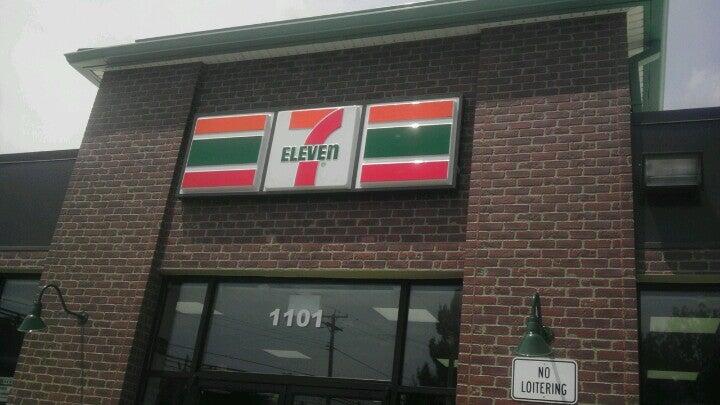 7
ELEVEn
®
1101
NO
LOITERING